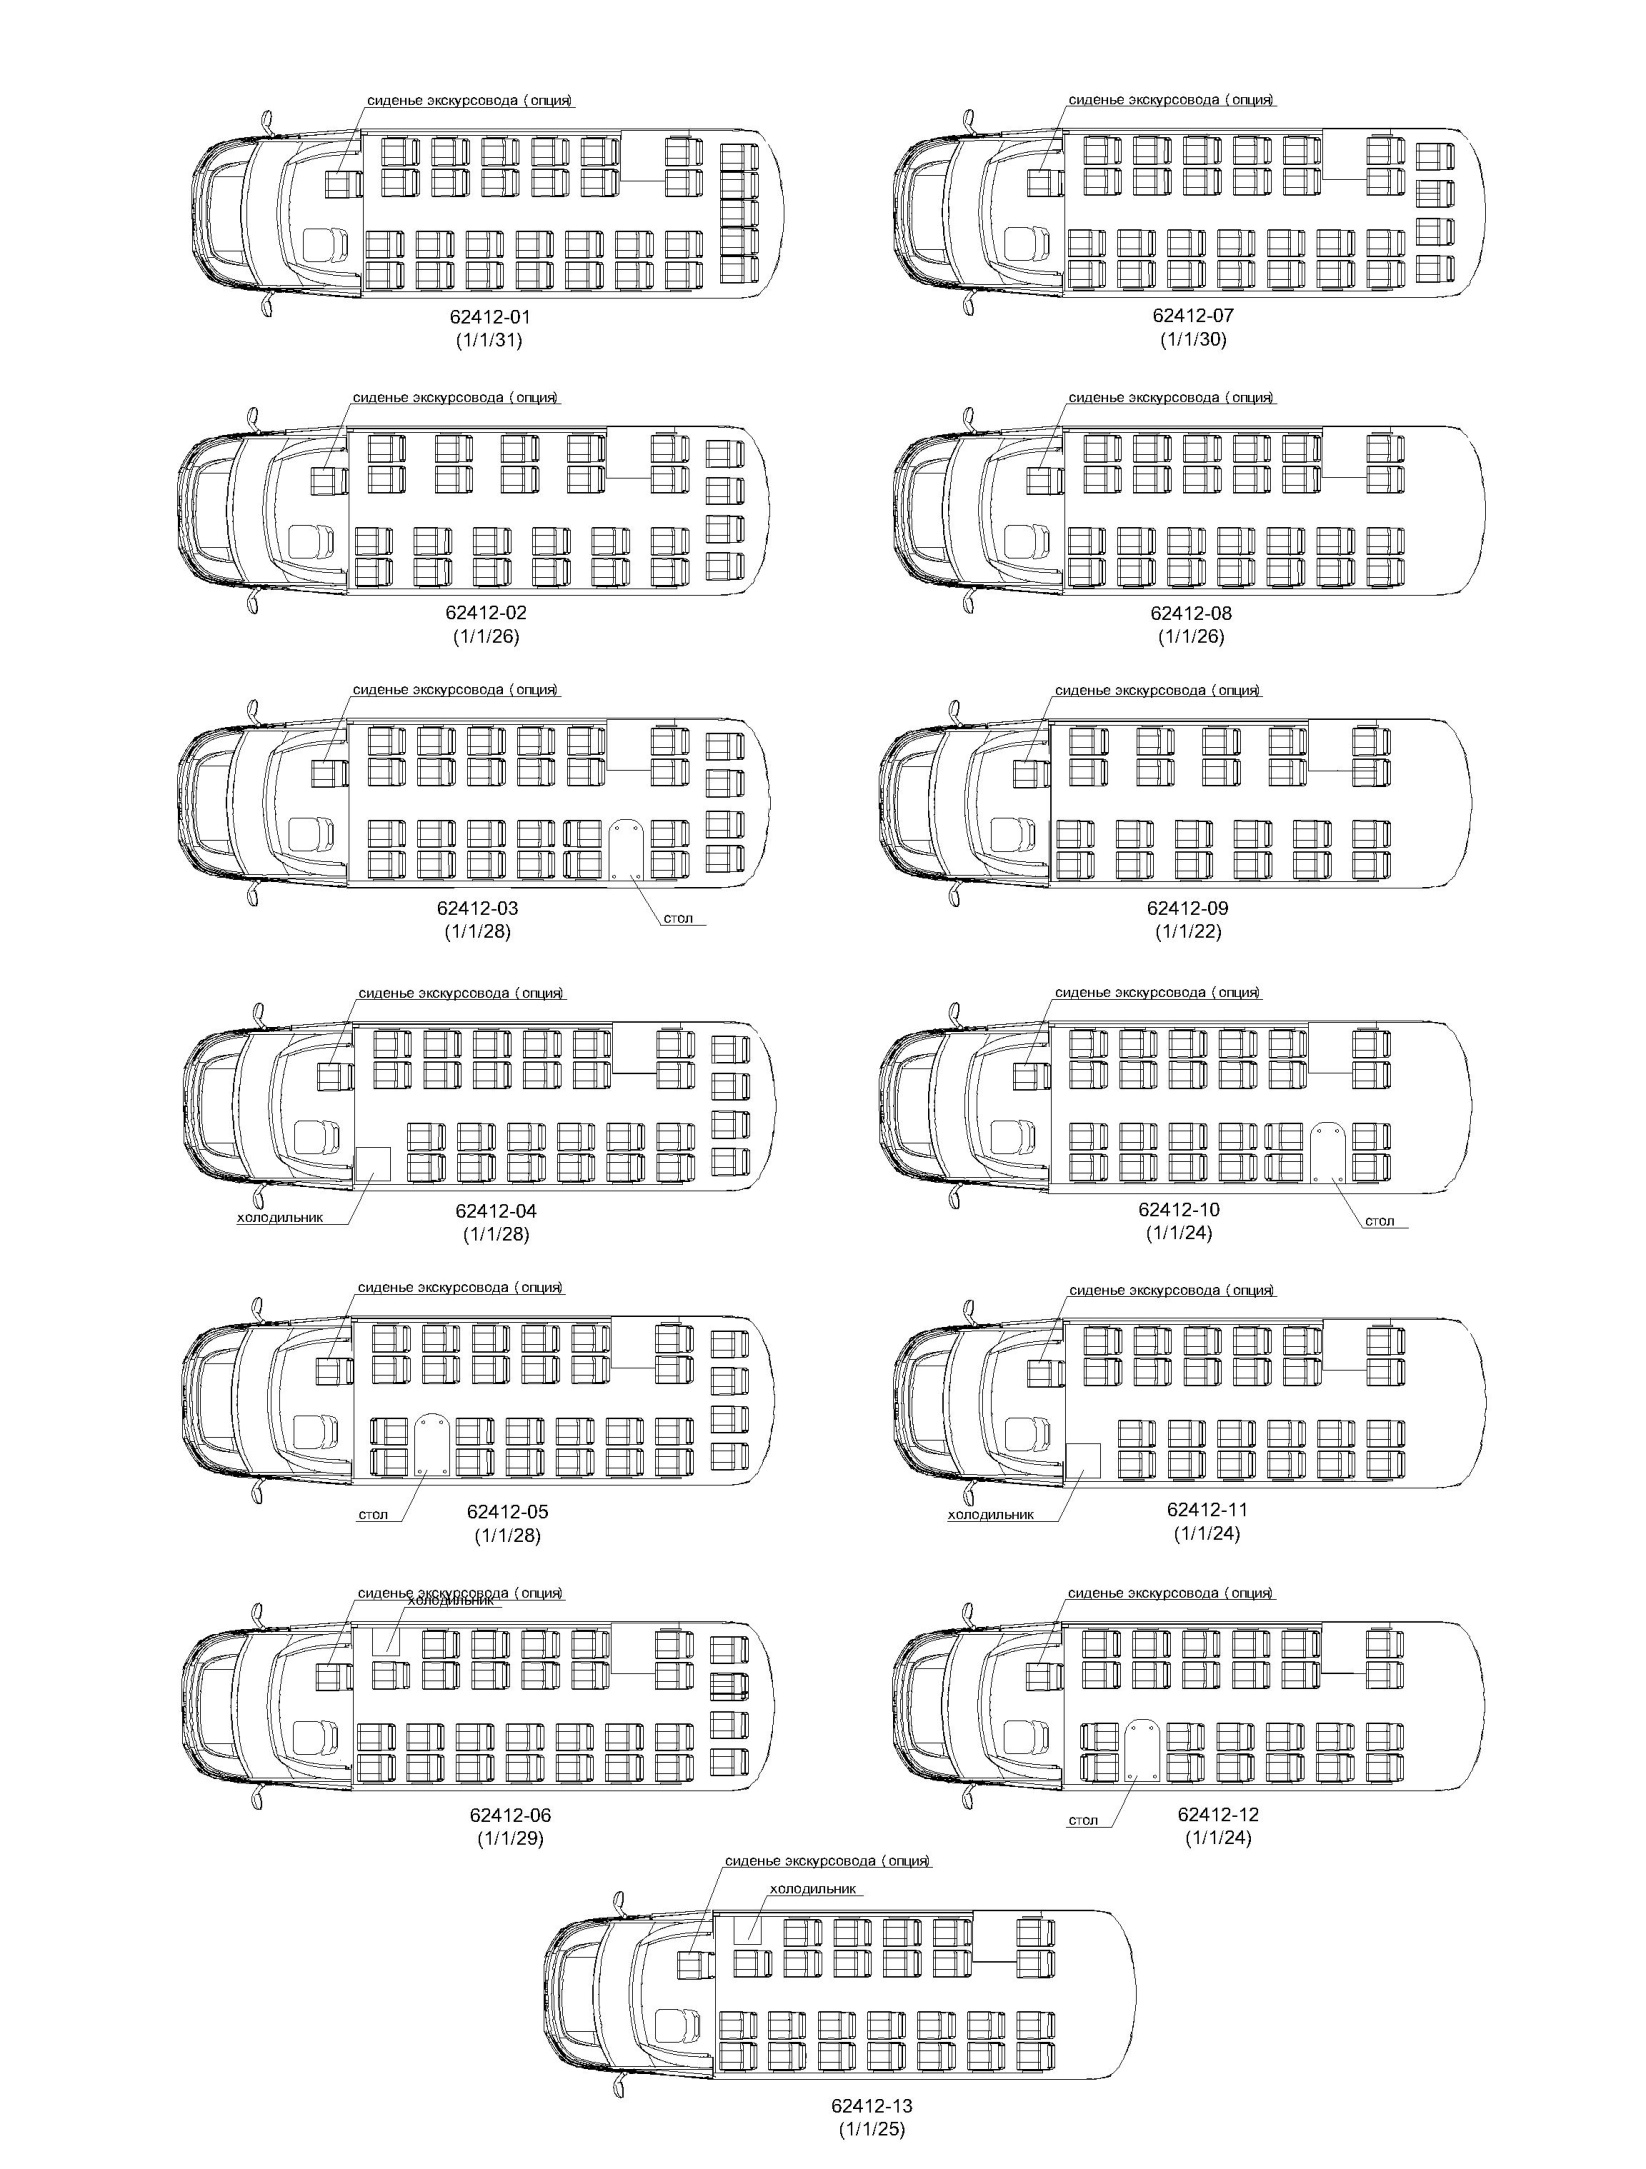 сиденье экскурсовода (опция)
62412-01
(1/1/31)
сиденье экскурсовода (опция)
62412-07
(1/1/30)
сиденье экскурсовода (опция)
62412-02
(1/1/26)
сиденье экскурсовода (опция)
62412-08
(1/1/26)
сиденье экскурсовода (опция)
62412-03
(1/1/28)
стол
сиденье экскурсовода (опция)
62412-09
(1/1/22)
сиденье экскурсовода (опция)
холодильник
62412-04
(1/1/28)
сиденье экскурсовода (опция)
62412-10
(1/1/24)
стол
сиденье экскурсовода (опция)
стол
62412-05
(1/1/28)
сиденье экскурсовода (опция)
холодильник
62412-11
(1/1/24)
сиденье экскурсовода (опция)
холодильник
62412-06
(1/1/29)
сиденье экскурсовода (опция)
стол
62412-12
(1/1/24)
сиденье экскурсовода (опция)
холодильник
62412-13
(1/1/25)